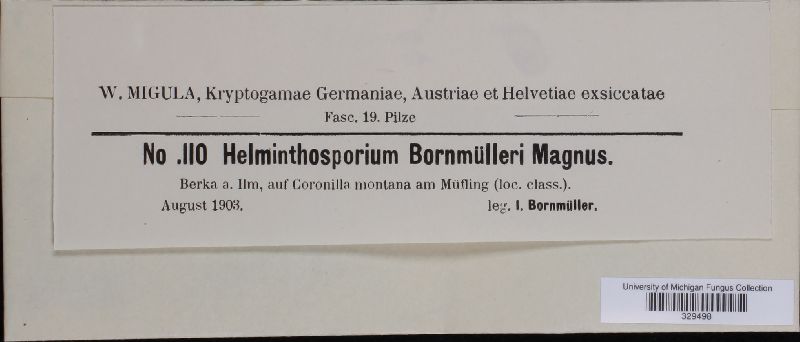 W. MIGULA, Kryptogamae Germaniae, Austriae et Helvetiae exsiccatae
Fasc. 19. Pilze
No .110 Helminthosporium Bornmülleri Magnus.
Berka a. Ilm, auf Coronilla montana am Müfling (loc. class.).
August 1903. leg. I. Bornmüller.
University of Michigan Fungus Collection
329498